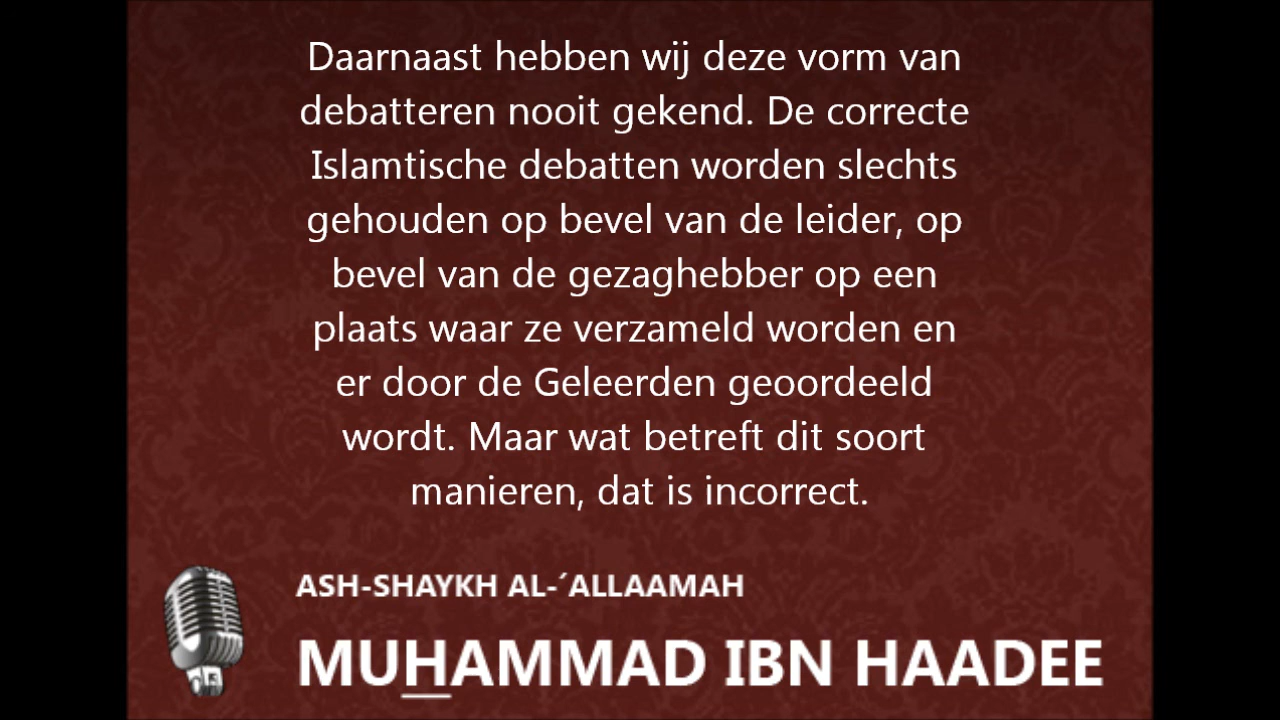 Daarnaast hebben wij deze vorm van
debatteren nooit gekend. De correcte
Islamtische debatten worden slechts
gehouden op bevel van de leider, op
bevel van de gezaghebber op een
plaats waar ze verzameld worden en
er door de Geleerden geoordeeld
wordt. Maar wat betreft dit soort
manieren, dat is incorrect.
ASH-SHAYKH AL-´ALLAAMAH
MUHAMMAD IBN HAADEE